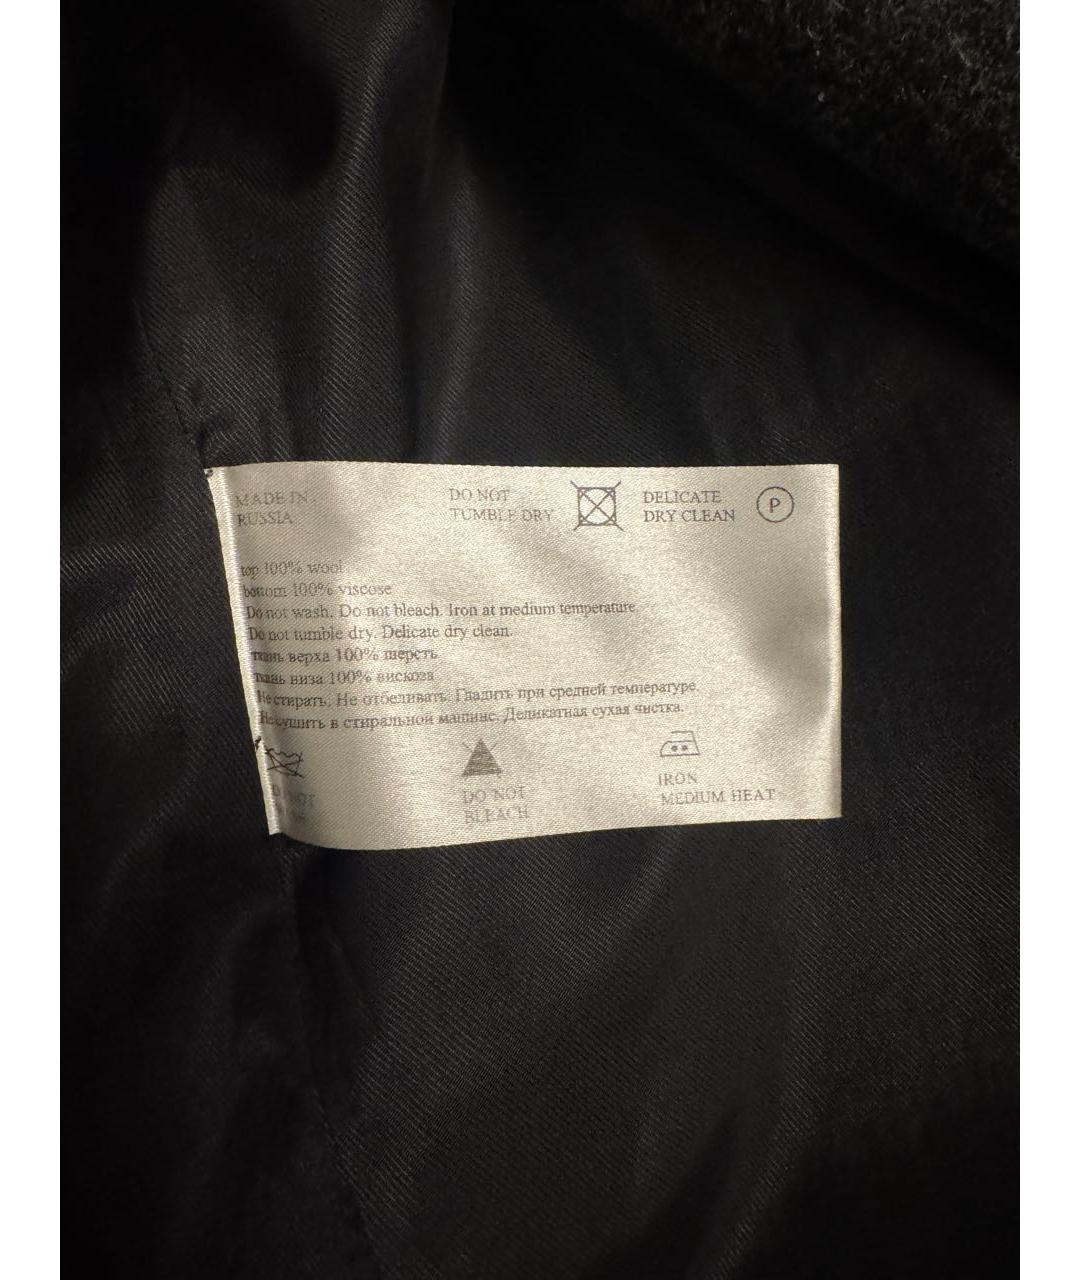 MADE IN
RUSSIA
DO NOT
TUMBLE DRY
DELICATE
DRY CLEAN
P
top 100% wool
bottom 100% viscose
Do not wash. Do not bleach. Iron at medium temperature.
Do not tumble dry. Delicate dry clean.
ткань верха 100% шерсть
ткань низа 100% вискоза
Не стирать. Не отбеливать. Гладить при средней температуре.
Не сушить в стиральной машине. Деликатная сухая чистка.
NOT
DO NOT
BLEACH
IRON
MEDIUM HEAT